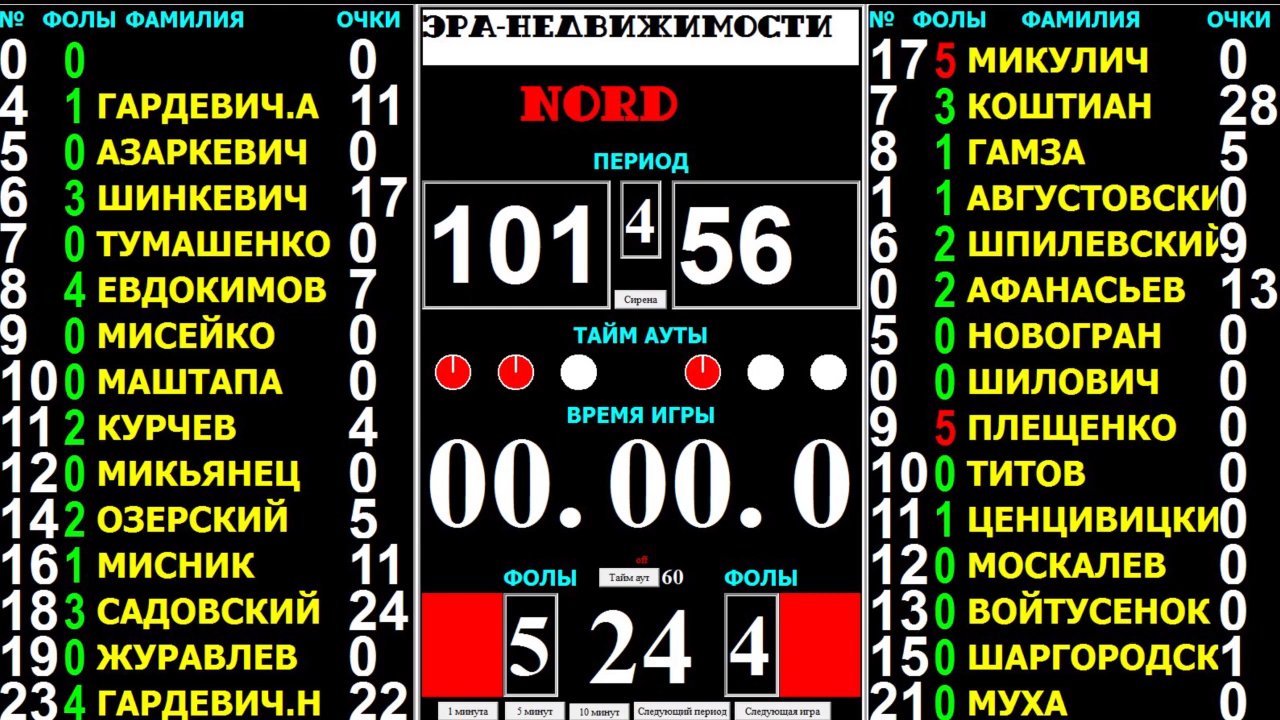 № ФОЛЫ ФАМИЛИЯ ОЧКИ
0 0 0
4 1 ГАРДЕВИЧ.А 11
5 0 АЗАРКЕВИЧ 0
6 3 ШИНКЕВИЧ 17
7 0 ТУМАШЕНКО 0
8 4 ЕВДОКИМОВ 7
9 0 МИСЕЙКО 0
10 0 МАШТАПА 0
11 2 КУРЧЕВ 4
12 0 МИКЬЯНЕЦ 0
14 2 ОЗЕРСКИЙ 5
16 1 МИСНИК 11
18 3 САДОВСКИЙ 24
19 0 ЖУРАВЛЕВ 0
23 4 ГАРДЕВИЧ.Н 22
ЭРА-НЕДВИЖИМОСТИ
NORD
ПЕРИОД
101 4 56
Сирена
ТАЙМ АУТЫ
ВРЕМЯ ИГРЫ
00.00.0
off
ФОЛЫ Тайм аут 60 ФОЛЫ
5 24 4
1 минута 5 минут 10 минут Следующий период Следующая игра
№ ФОЛЫ ФАМИЛИЯ ОЧКИ
17 5 МИКУЛИЧ 0
7 3 КОШТИАН 28
8 1 ГАМЗА 5
1 1 АВГУСТОВСКИ 0
6 2 ШПИЛЕВСКИЙ 9
0 2 АФАНАСЬЕВ 13
5 0 НОВОГРАН 0
0 0 ШИЛОВИЧ 0
9 5 ПЛЕЩЕНКО 0
10 0 ТИТОВ 0
11 1 ЦЕНЦИВИЦКИ 0
12 0 МОСКАЛЕВ 0
13 0 ВОЙТУСЕНОК 0
15 0 ШАРГОРОДСК 1
21 0 МУХА 0